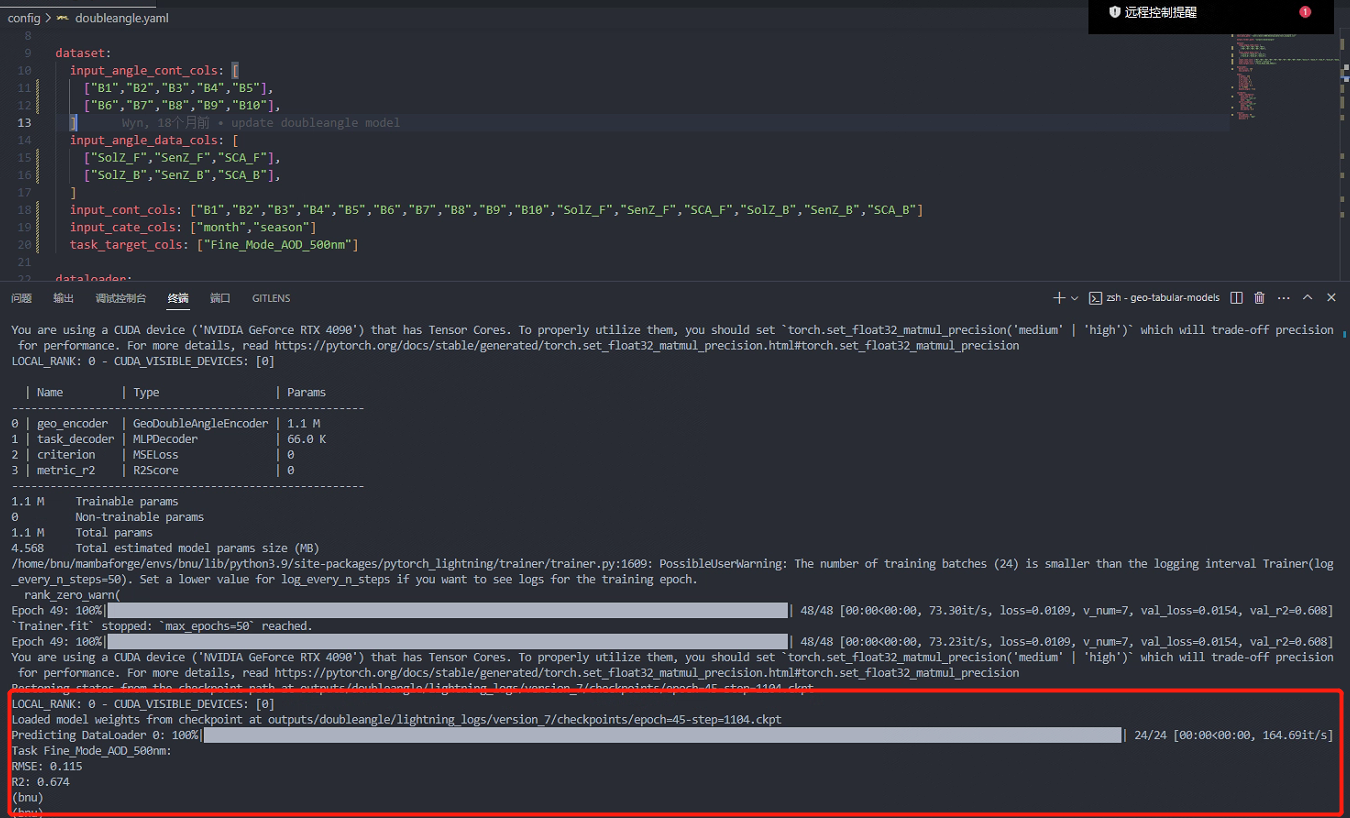 config > doubleangle.yaml
远程控制提醒 1
8
9 dataset:
10 input_angle_cont_cols: [
11 ["B1","B2","B3","B4","B5"],
12 ["B6","B7","B8","B9","B10"],
13 ] Wyn, 18个月前 • update doubleangle model
14 input_angle_data_cols: [
15 ["SolZ_F","SenZ_F","SCA_F"],
16 ["SolZ_B","SenZ_B","SCA_B"],
17 ]
18 input_cont_cols: ["B1","B2","B3","B4","B5","B6","B7","B8","B9","B10","SolZ_F","SenZ_F","SCA_F","SolZ_B","SenZ_B","SCA_B"]
19 input_cate_cols: ["month","season"]
20 task_target_cols: ["Fine_Mode_AOD_500nm"]
21
22 dataloader:
问题 输出 调试控制台 终端 端口 GITLENS zsh - geo-tabular-models
You are using a CUDA device ('NVIDIA GeForce RTX 4090') that has Tensor Cores. To properly utilize them, you should set `torch.set_float32_matmul_precision('medium' | 'high')` which will trade-off precision
for performance. For more details, read https://pytorch.org/docs/stable/generated/torch.set_float32_matmul_precision.html#torch.set_float32_matmul_precision
LOCAL_RANK: 0 - CUDA_VISIBLE_DEVICES: [0]
| Name | Type | Params
------------------------------------------------------
0 | geo_encoder | GeoDoubleAngleEncoder | 1.1 M
1 | task_decoder | MLPDecoder | 66.0 K
2 | criterion | MSELoss | 0
3 | metric_r2 | R2Score | 0
------------------------------------------------------
1.1 M Trainable params
0 Non-trainable params
1.1 M Total params
4.568 Total estimated model params size (MB)
/home/bnu/mambaforge/envs/bnu/lib/python3.9/site-packages/pytorch_lightning/trainer/trainer.py:1609: PossibleUserWarning: The number of training batches (24) is smaller than the logging interval Trainer(log
_every_n_steps=50). Set a lower value for log_every_n_steps if you want to see logs for the training epoch.
rank_zero_warn(
Epoch 49: 100%| | 48/48 [00:00<00:00, 73.30it/s, loss=0.0109, v_num=7, val_loss=0.0154, val_r2=0.608]
`Trainer.fit` stopped: `max_epochs=50` reached.
Epoch 49: 100%| | 48/48 [00:00<00:00, 73.23it/s, loss=0.0109, v_num=7, val_loss=0.0154, val_r2=0.608]
You are using a CUDA device ('NVIDIA GeForce RTX 4090') that has Tensor Cores. To properly utilize them, you should set `torch.set_float32_matmul_precision('medium' | 'high')` which will trade-off precision
for performance. For more details, read https://pytorch.org/docs/stable/generated/torch.set_float32_matmul_precision.html#torch.set_float32_matmul_precision
Restoring states from the checkpoint path at outputs/doubleangle/lightning_logs/version_7/checkpoints/epoch=45-step=1104.ckpt
LOCAL_RANK: 0 - CUDA_VISIBLE_DEVICES: [0]
Loaded model weights from checkpoint at outputs/doubleangle/lightning_logs/version_7/checkpoints/epoch=45-step=1104.ckpt
Predicting DataLoader 0: 100%| | 24/24 [00:00<00:00, 164.69it/s]
Task Fine_Mode_AOD_500nm:
RMSE: 0.115
R2: 0.674
(bnu)
(bnu)